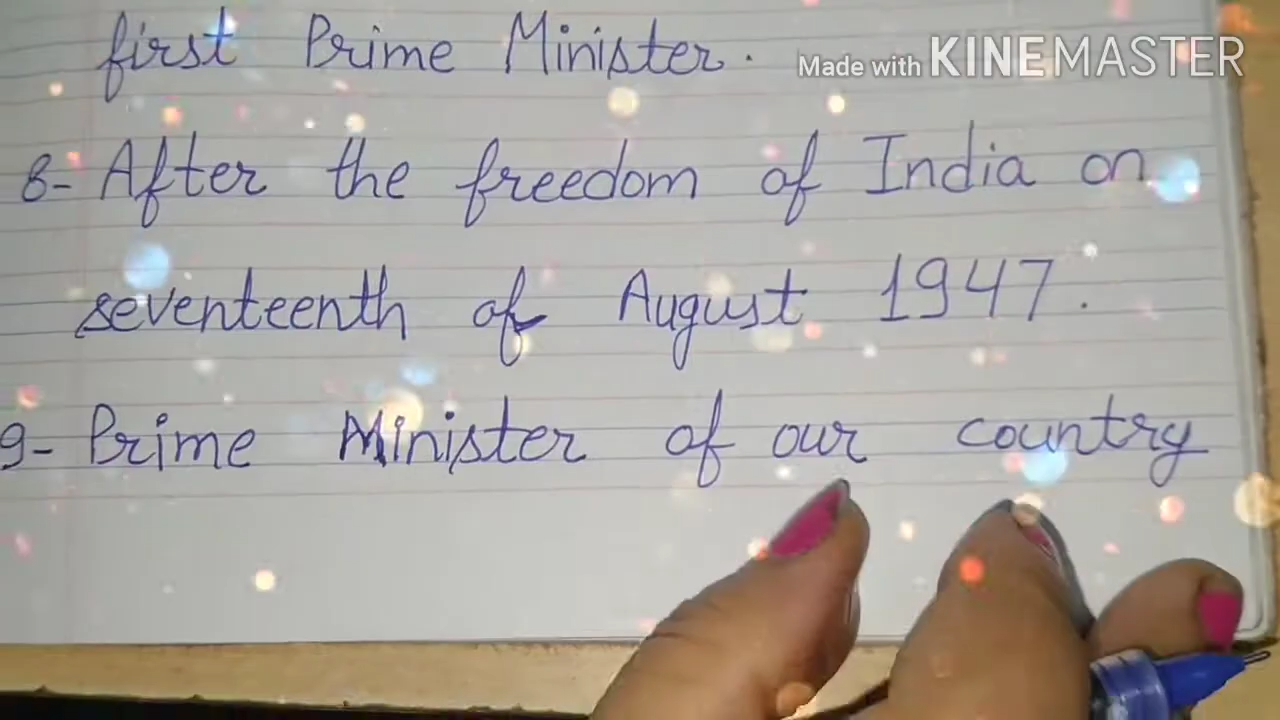 first Prime Minister.
Made with KINEMASTER
8- After the freedom of India on
seventeenth of August 1947.
9- Prime Minister of our country